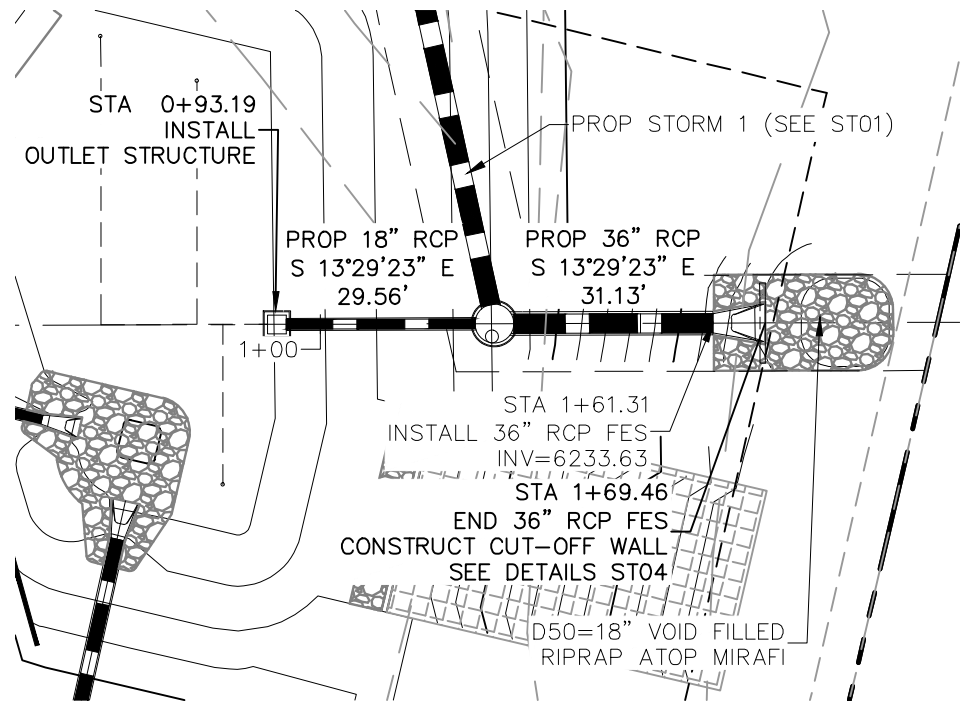 STA 0+93.19
INSTALL
OUTLET STRUCTURE
PROP STORM 1 (SEE ST01)
PROP 18" RCP
S 13°29'23" E
29.56'
PROP 36" RCP
S 13°29'23" E
31.13'
1+00
STA 1+61.31
INSTALL 36" RCP FES
INV=6233.63
STA 1+69.46
END 36" RCP FES
CONSTRUCT CUT-OFF WALL
SEE DETAILS ST04
D50=18" VOID FILLED
RIPRAP ATOP MIRAFI